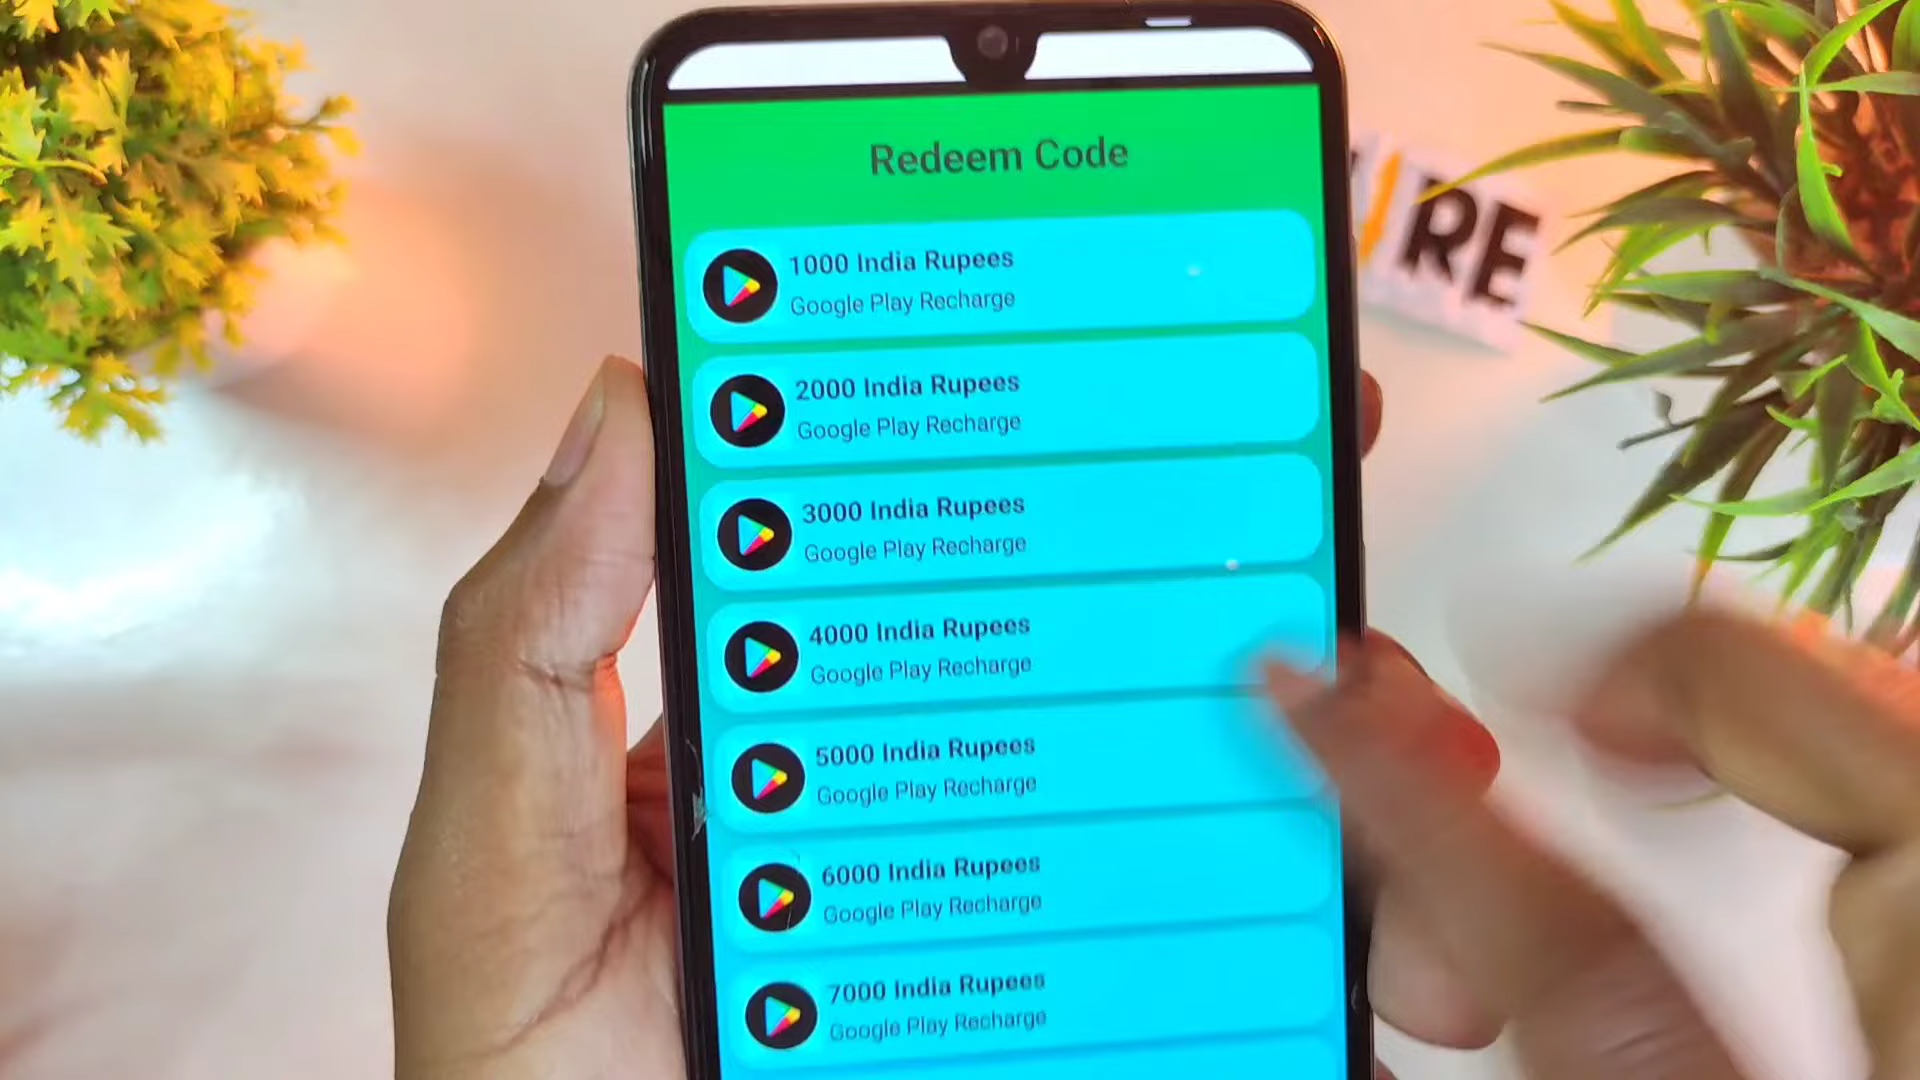 Redeem Code
1000 India Rupees
Google Play Recharge
2000 India Rupees
Google Play Recharge
3000 India Rupees
Google Play Recharge
4000 India Rupees
Google Play Recharge
5000 India Rupees
Google Play Recharge
6000 India Rupees
Google Play Recharge
7000 India Rupees
Google Play Recharge
RE